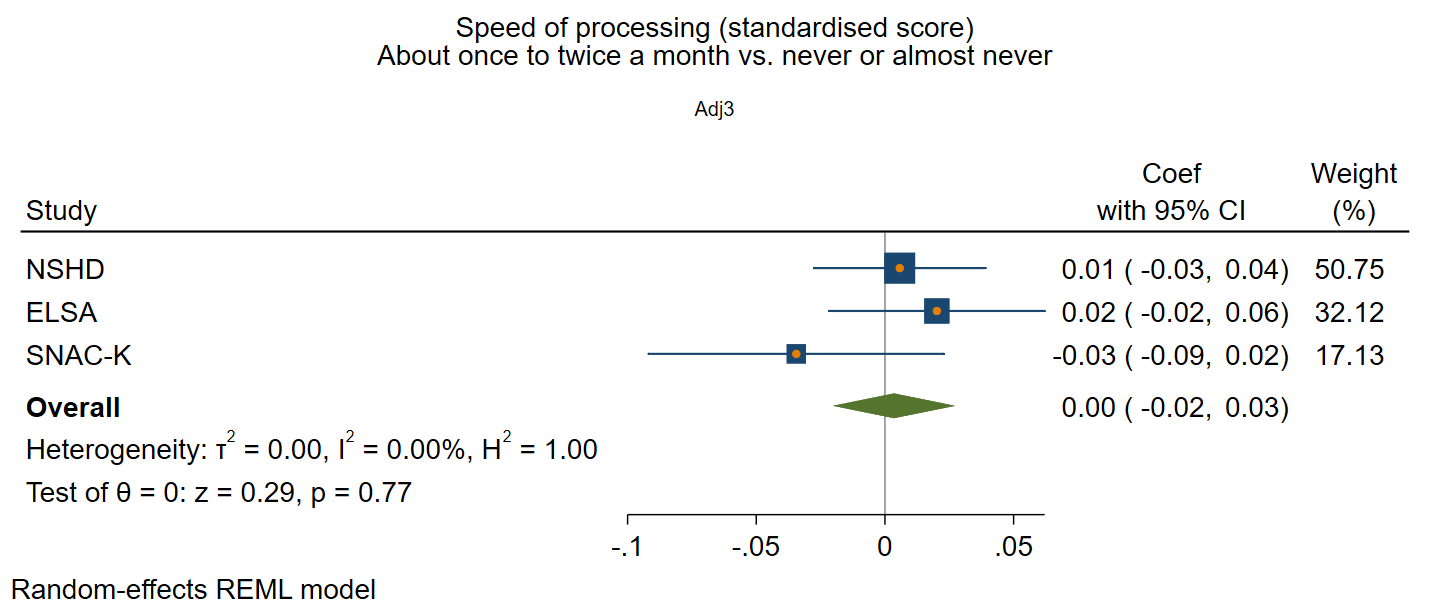 Speed of processing (standardised score)
About once to twice a month vs. never or almost never
Adj3
Coef Weight
Study with 95% CI (%)
NSHD 0.01 ( -0.03, 0.04) 50.75
ELSA 0.02 ( -0.02, 0.06) 32.12
SNAC-K -0.03 ( -0.09, 0.02) 17.13
Overall 0.00 ( -0.02, 0.03)
Heterogeneity: τ² = 0.00, I² = 0.00%, H² = 1.00
Test of θ = 0: z = 0.29, p = 0.77
-.1 -.05 0 .05
Random-effects REML model